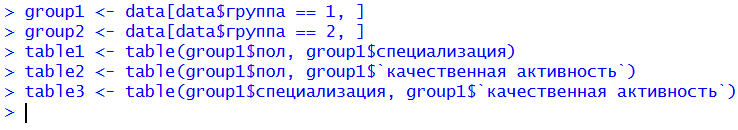 > group1 <- data[data$группа == 1, ]
> group2 <- data[data$группа == 2, ]
> table1 <- table(group1$пол, group1$специализация)
> table2 <- table(group1$пол, group1$`качественная активность`)
> table3 <- table(group1$специализация, group1$`качественная активность`)
>